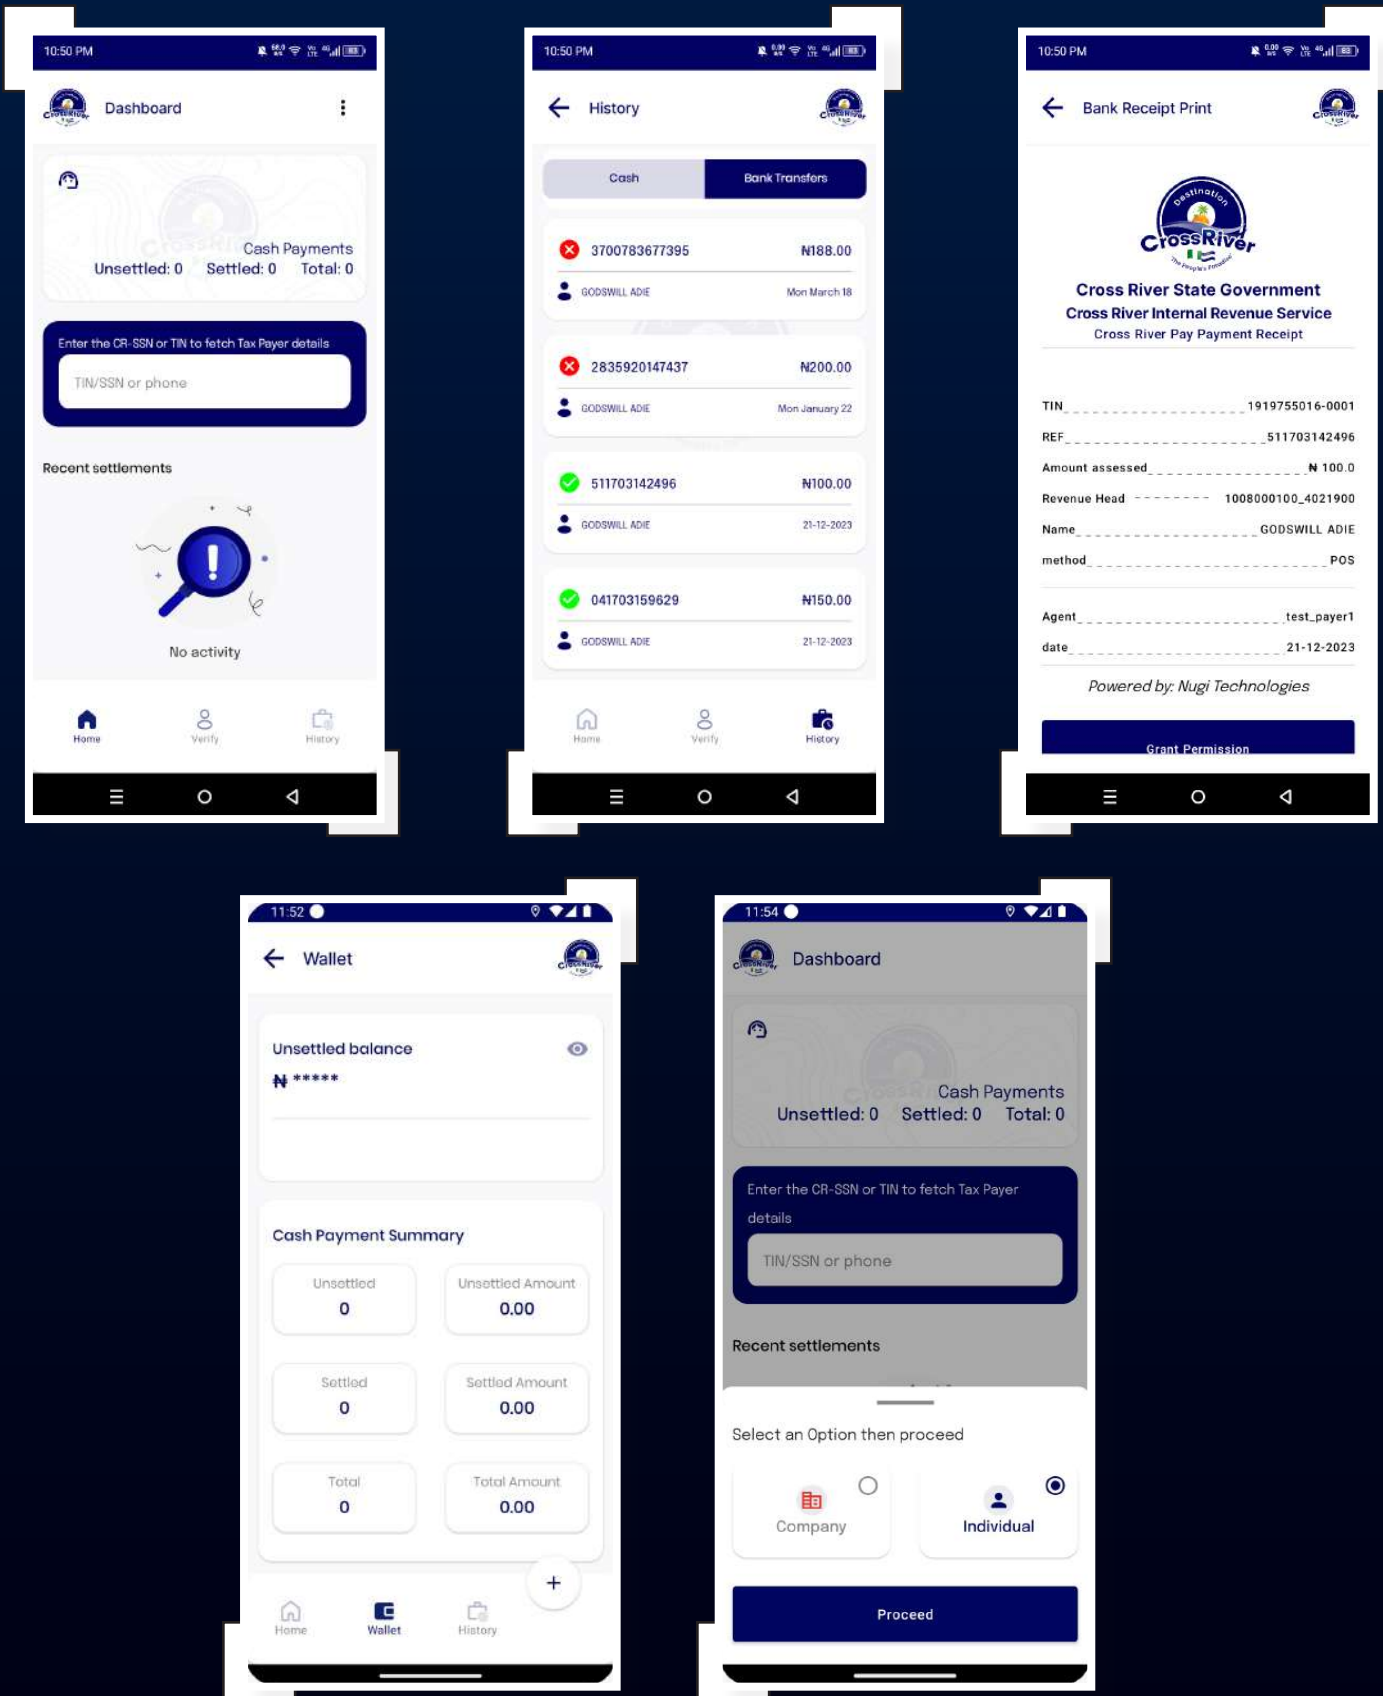 10:50 PM
Dashboard
Cash Payments
Unsettled: 0 Settled: 0 Total: 0
Enter the CR-SSN or TIN to fetch Tax Payer details
TIN/SSN or phone
Recent settlements
No activity
Home Verify History
10:50 PM
History
Cash Bank Transfers
3700783677395 ₦188.00
GODSWILL ADIE Mon March 18
2835920147437 ₦200.00
GODSWILL ADIE Mon January 22
511703142496 ₦100.00
GODSWILL ADIE 21-12-2023
041703159629 ₦150.00
GODSWILL ADIE 21-12-2023
Home Verify History
10:50 PM
Bank Receipt Print
Destination
CrossRiver
The People's Paradise
Cross River State Government
Cross River Internal Revenue Service
Cross River Pay Payment Receipt
TIN 1919755016-0001
REF 511703142496
Amount assessed ₦ 100.0
Revenue Head 1008000100_4021900
Name GODSWILL ADIE
method POS
Agent test_payer1
date 21-12-2023
Powered by: Nugi Technologies
Grant Permission
11:52
Wallet
Unsettled balance
₦ *****
Cash Payment Summary
Unsettled Unsettled Amount
0 0.00
Settled Settled Amount
0 0.00
Total Total Amount
0 0.00
+
Home Wallet History
11:54
Dashboard
Cash Payments
Unsettled: 0 Settled: 0 Total: 0
Enter the CR-SSN or TIN to fetch Tax Payer
details
TIN/SSN or phone
Recent settlements
Select an Option then proceed
Company Individual
Proceed